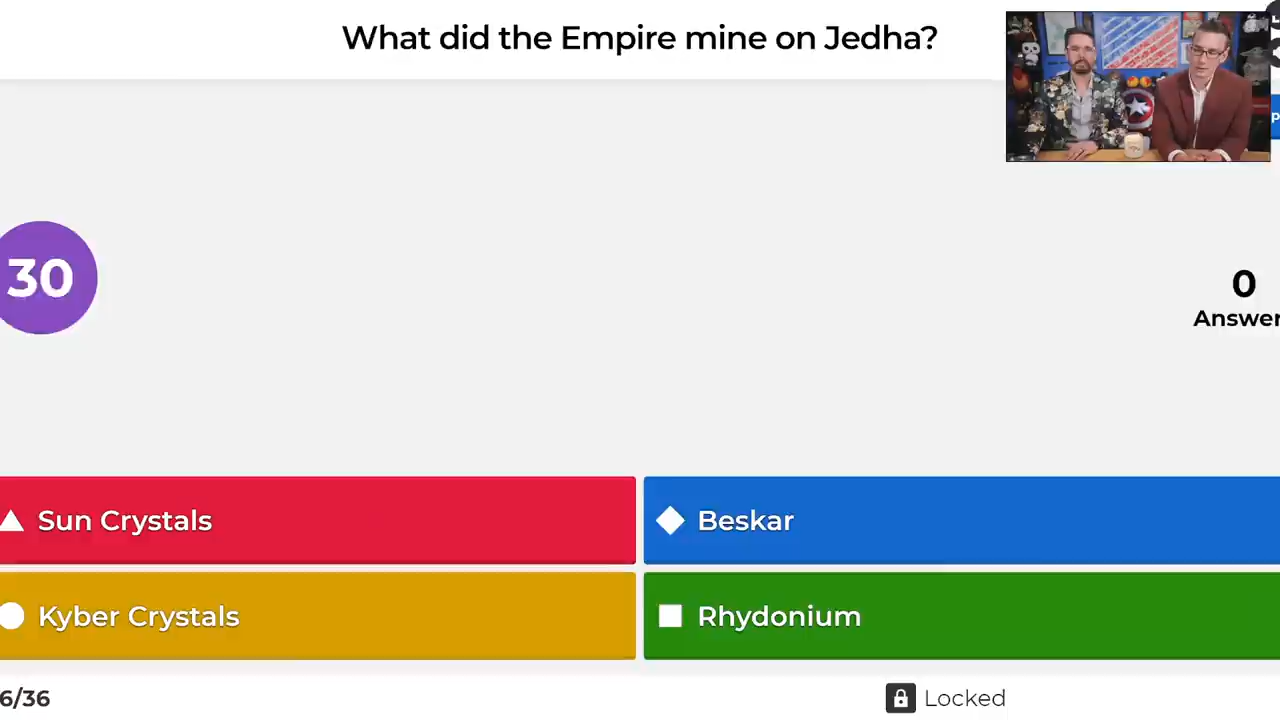 What did the Empire mine on Jedha?
30
0
Answer
Sun Crystals
Beskar
Kyber Crystals
Rhydonium
6/36
Locked